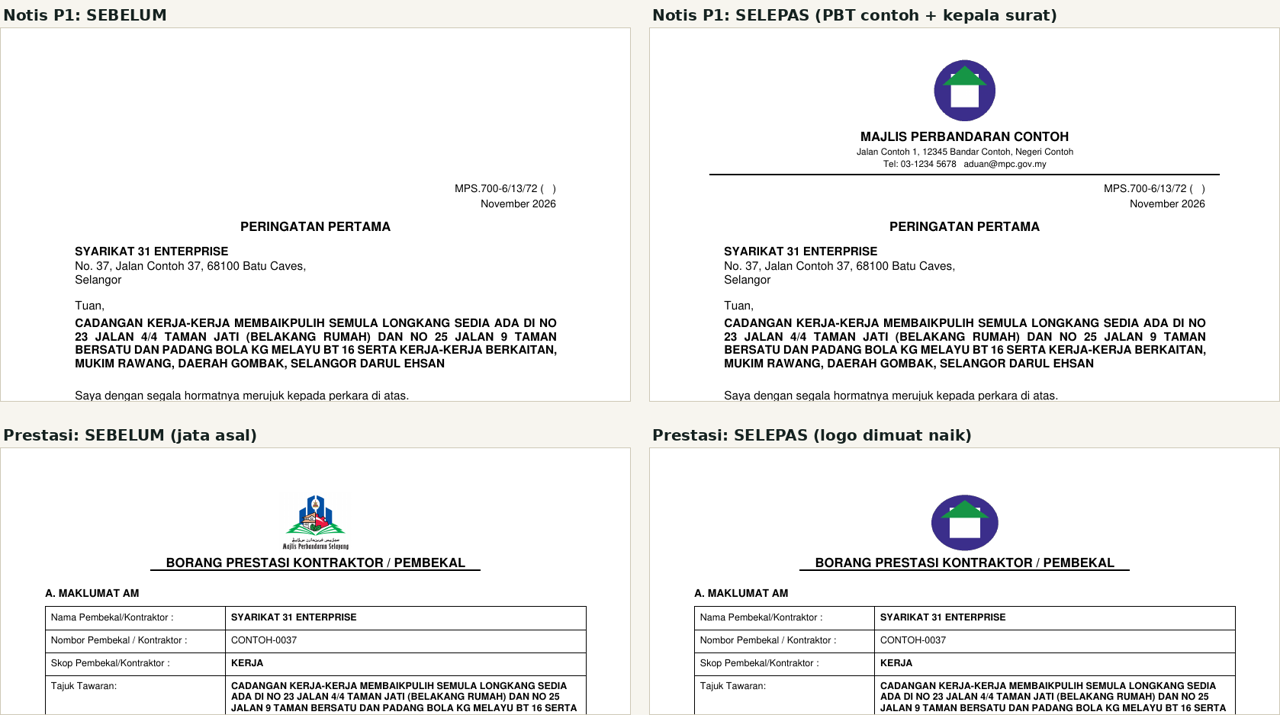 Notis P1: SEBELUM
MPS.700-6/13/72 (   )
November 2026
PERINGATAN PERTAMA
SYARIKAT 31 ENTERPRISE
No. 37, Jalan Contoh 37, 68100 Batu Caves,
Selangor
Tuan,
CADANGAN KERJA-KERJA MEMBAIKPULIH SEMULA LONGKANG SEDIA ADA DI NO
23 JALAN 4/4 TAMAN JATI (BELAKANG RUMAH) DAN NO 25 JALAN 9 TAMAN
BERSATU DAN PADANG BOLA KG MELAYU BT 16 SERTA KERJA-KERJA BERKAITAN,
MUKIM RAWANG, DAERAH GOMBAK, SELANGOR DARUL EHSAN
Saya dengan segala hormatnya merujuk kepada perkara di atas.
Notis P1: SELEPAS (PBT contoh + kepala surat)
MAJLIS PERBANDARAN CONTOH
Jalan Contoh 1, 12345 Bandar Contoh, Negeri Contoh
Tel: 03-1234 5678   aduan@mpc.gov.my
MPS.700-6/13/72 (   )
November 2026
PERINGATAN PERTAMA
SYARIKAT 31 ENTERPRISE
No. 37, Jalan Contoh 37, 68100 Batu Caves,
Selangor
Tuan,
CADANGAN KERJA-KERJA MEMBAIKPULIH SEMULA LONGKANG SEDIA ADA DI NO
23 JALAN 4/4 TAMAN JATI (BELAKANG RUMAH) DAN NO 25 JALAN 9 TAMAN
BERSATU DAN PADANG BOLA KG MELAYU BT 16 SERTA KERJA-KERJA BERKAITAN,
MUKIM RAWANG, DAERAH GOMBAK, SELANGOR DARUL EHSAN
Saya dengan segala hormatnya merujuk kepada perkara di atas.
Prestasi: SEBELUM (jata asal)
Majlis Perbandaran Selayang
BORANG PRESTASI KONTRAKTOR / PEMBEKAL
A. MAKLUMAT AM
Nama Pembekal/Kontraktor : SYARIKAT 31 ENTERPRISE
Nombor Pembekal / Kontraktor : CONTOH-0037
Skop Pembekal/Kontraktor : KERJA
Tajuk Tawaran: CADANGAN KERJA-KERJA MEMBAIKPULIH SEMULA LONGKANG SEDIA
ADA DI NO 23 JALAN 4/4 TAMAN JATI (BELAKANG RUMAH) DAN NO 25
JALAN 9 TAMAN BERSATU DAN PADANG BOLA KG MELAYU BT 16 SERTA
Prestasi: SELEPAS (logo dimuat naik)
BORANG PRESTASI KONTRAKTOR / PEMBEKAL
A. MAKLUMAT AM
Nama Pembekal/Kontraktor : SYARIKAT 31 ENTERPRISE
Nombor Pembekal / Kontraktor : CONTOH-0037
Skop Pembekal/Kontraktor : KERJA
Tajuk Tawaran: CADANGAN KERJA-KERJA MEMBAIKPULIH SEMULA LONGKANG SEDIA
ADA DI NO 23 JALAN 4/4 TAMAN JATI (BELAKANG RUMAH) DAN NO 25
JALAN 9 TAMAN BERSATU DAN PADANG BOLA KG MELAYU BT 16 SERTA